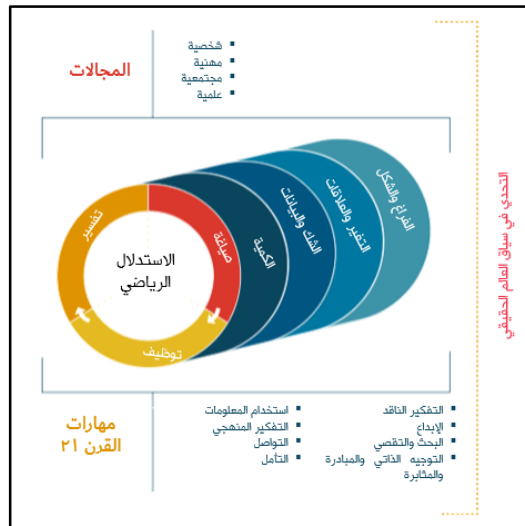 المجالات
شخصية
مهنية
مجتمعية
علمية
التحدي في سياق العالم الحقيقي
الفراغ والشكل
التغير والعلاقات
الشك والبيانات
الكمية
صياغة
تفسير
توظيف
الاستدلال
الرياضي
مهارات
القرن ٢١
التفكير الناقد
الإبداع
البحث والتقصي
التوجيه الذاتي والمبادرة
والمثابرة
استخدام المعلومات
التفكير المنهجي
التواصل
التأمل